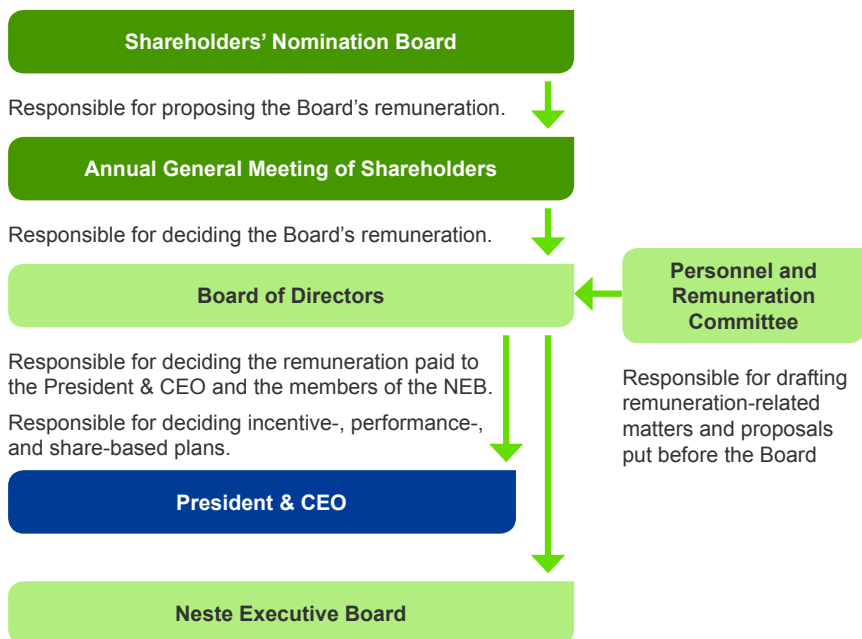 Shareholders’ Nomination Board
Responsible for proposing the Board’s remuneration.
Annual General Meeting of Shareholders
Responsible for deciding the Board’s remuneration.
Board of Directors
Personnel and
Remuneration
Committee
Responsible for deciding the remuneration paid to
the President & CEO and the members of the NEB.
Responsible for deciding incentive-, performance-,
and share-based plans.
Responsible for drafting
remuneration-related
matters and proposals
put before the Board
President & CEO
Neste Executive Board